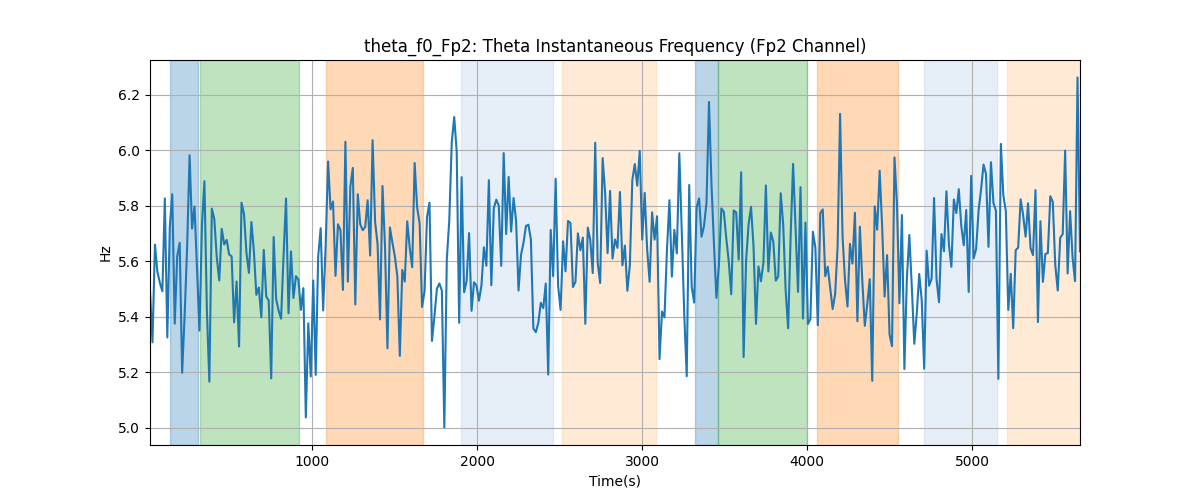 theta_f0_Fp2: Theta Instantaneous Frequency (Fp2 Channel)
Hz
6.2
6.0
5.8
5.6
5.4
5.2
5.0
1000 2000 3000 4000 5000
Time(s)